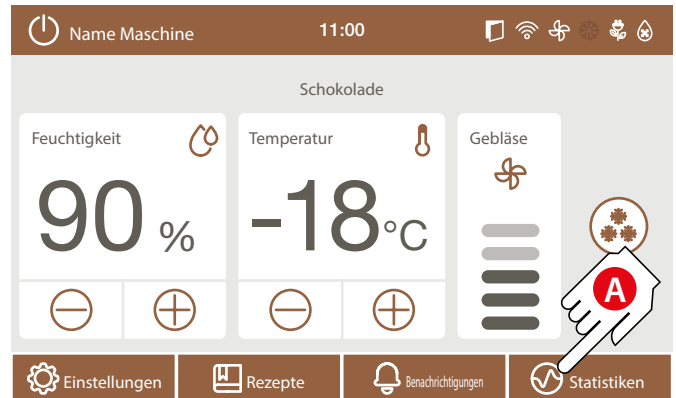 Name Maschine 11:00
Schokolade
Feuchtigkeit
90 %
Temperatur
-18°C
Gebläse
A
Einstellungen
Rezepte
Benachrichtigungen
Statistiken